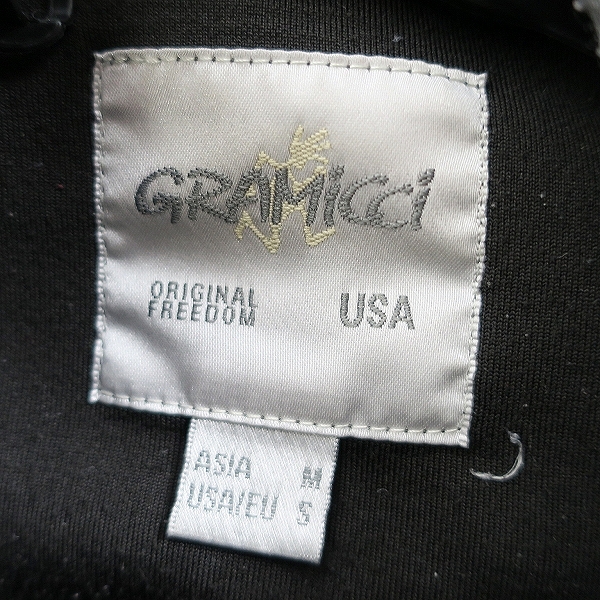 GRAMicci
ORIGINAL FREEDOM
USA
ASIA M
USA/EU S